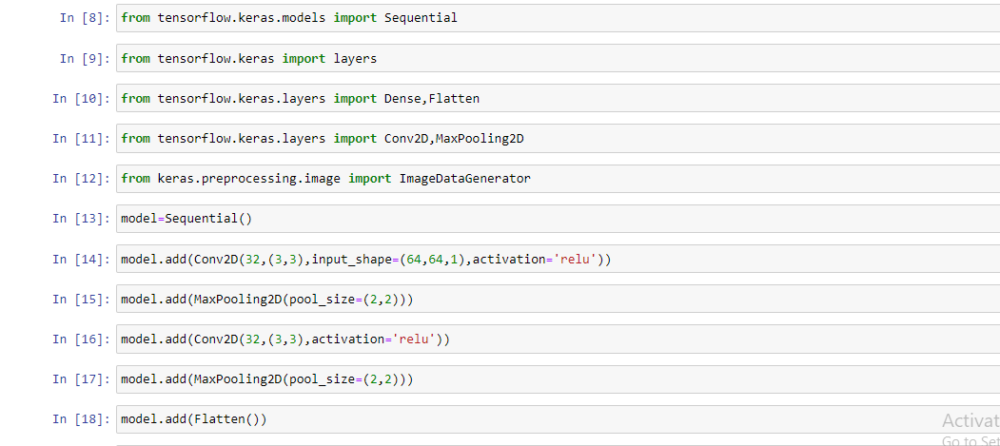 In [8]: from tensorflow.keras.models import Sequential
In [9]: from tensorflow.keras import layers
In [10]: from tensorflow.keras.layers import Dense,Flatten
In [11]: from tensorflow.keras.layers import Conv2D,MaxPooling2D
In [12]: from keras.preprocessing.image import ImageDataGenerator
In [13]: model=Sequential()
In [14]: model.add(Conv2D(32,(3,3),input_shape=(64,64,1),activation='relu'))
In [15]: model.add(MaxPooling2D(pool_size=(2,2)))
In [16]: model.add(Conv2D(32,(3,3),activation='relu'))
In [17]: model.add(MaxPooling2D(pool_size=(2,2)))
In [18]: model.add(Flatten())
Activat
Go to Set